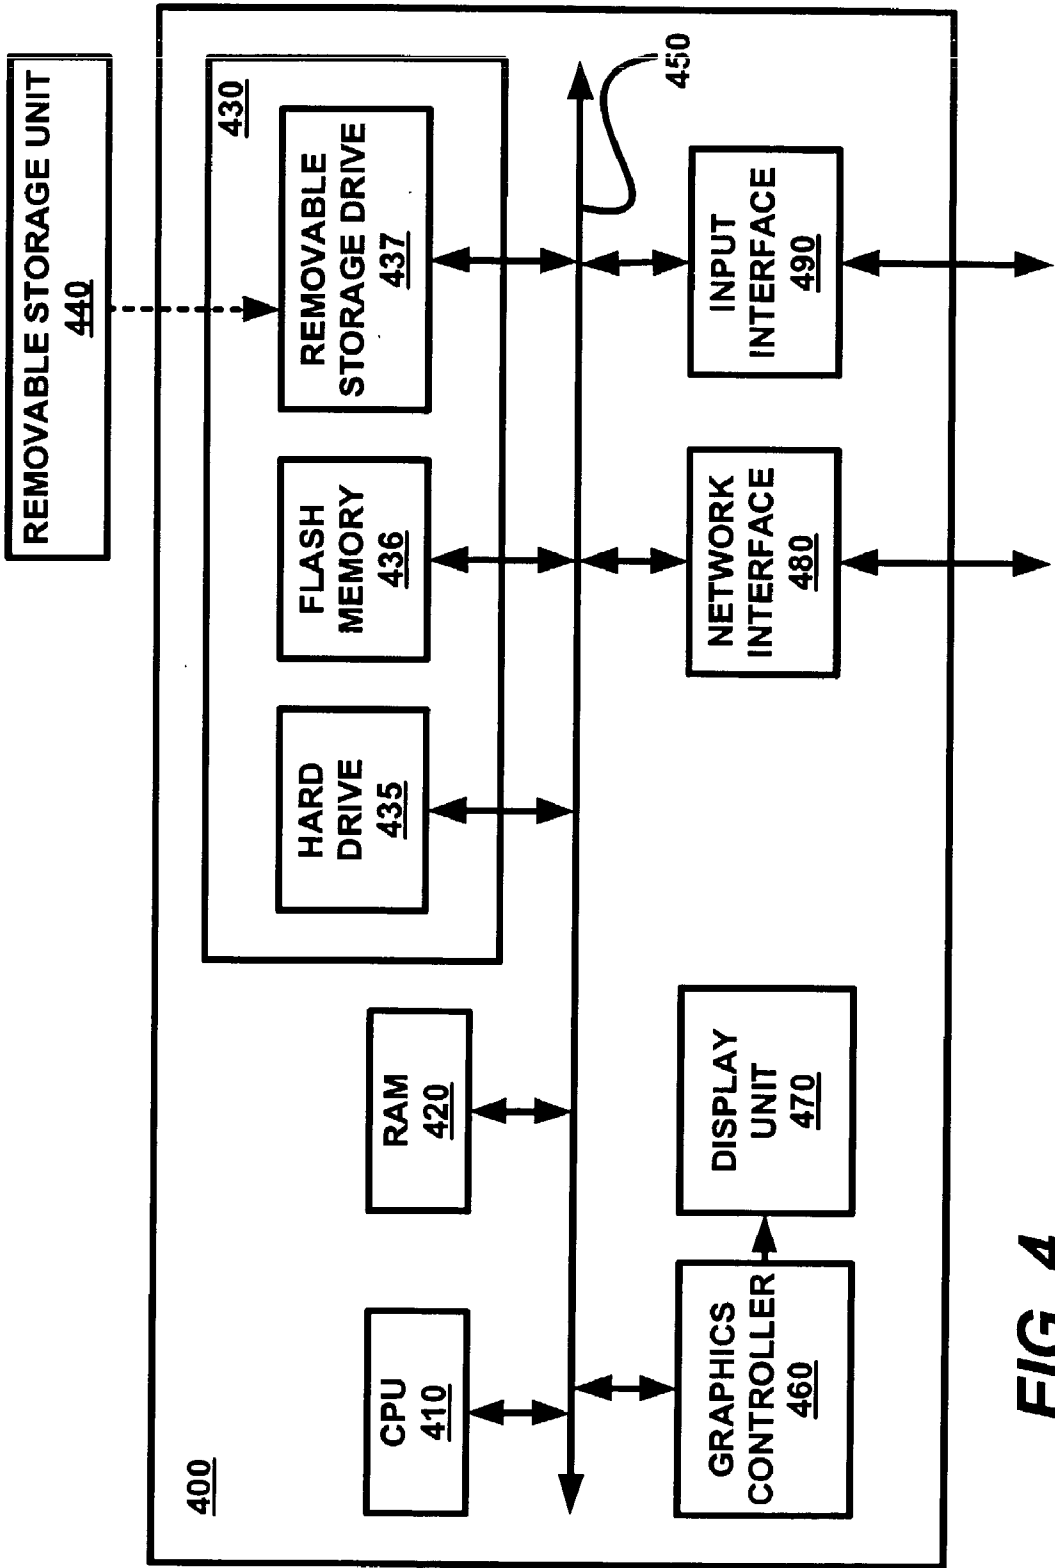 REMOVABLE STORAGE UNIT
440
400
430
CPU
410
RAM
420
HARD
DRIVE
435
FLASH
MEMORY
436
REMOVABLE
STORAGE DRIVE
437
450
GRAPHICS
CONTROLLER
460
DISPLAY
UNIT
470
NETWORK
INTERFACE
480
INPUT
INTERFACE
490
FIG. 4